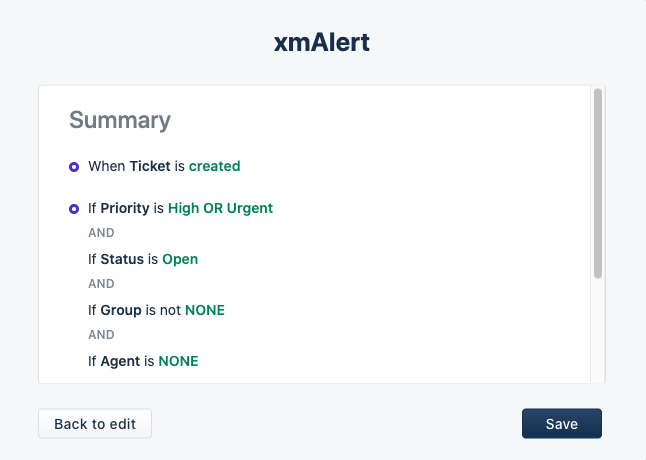 xmAlert
Summary
When Ticket is created
If Priority is High OR Urgent
AND
If Status is Open
AND
If Group is not NONE
AND
If Agent is NONE
Back to edit
Save